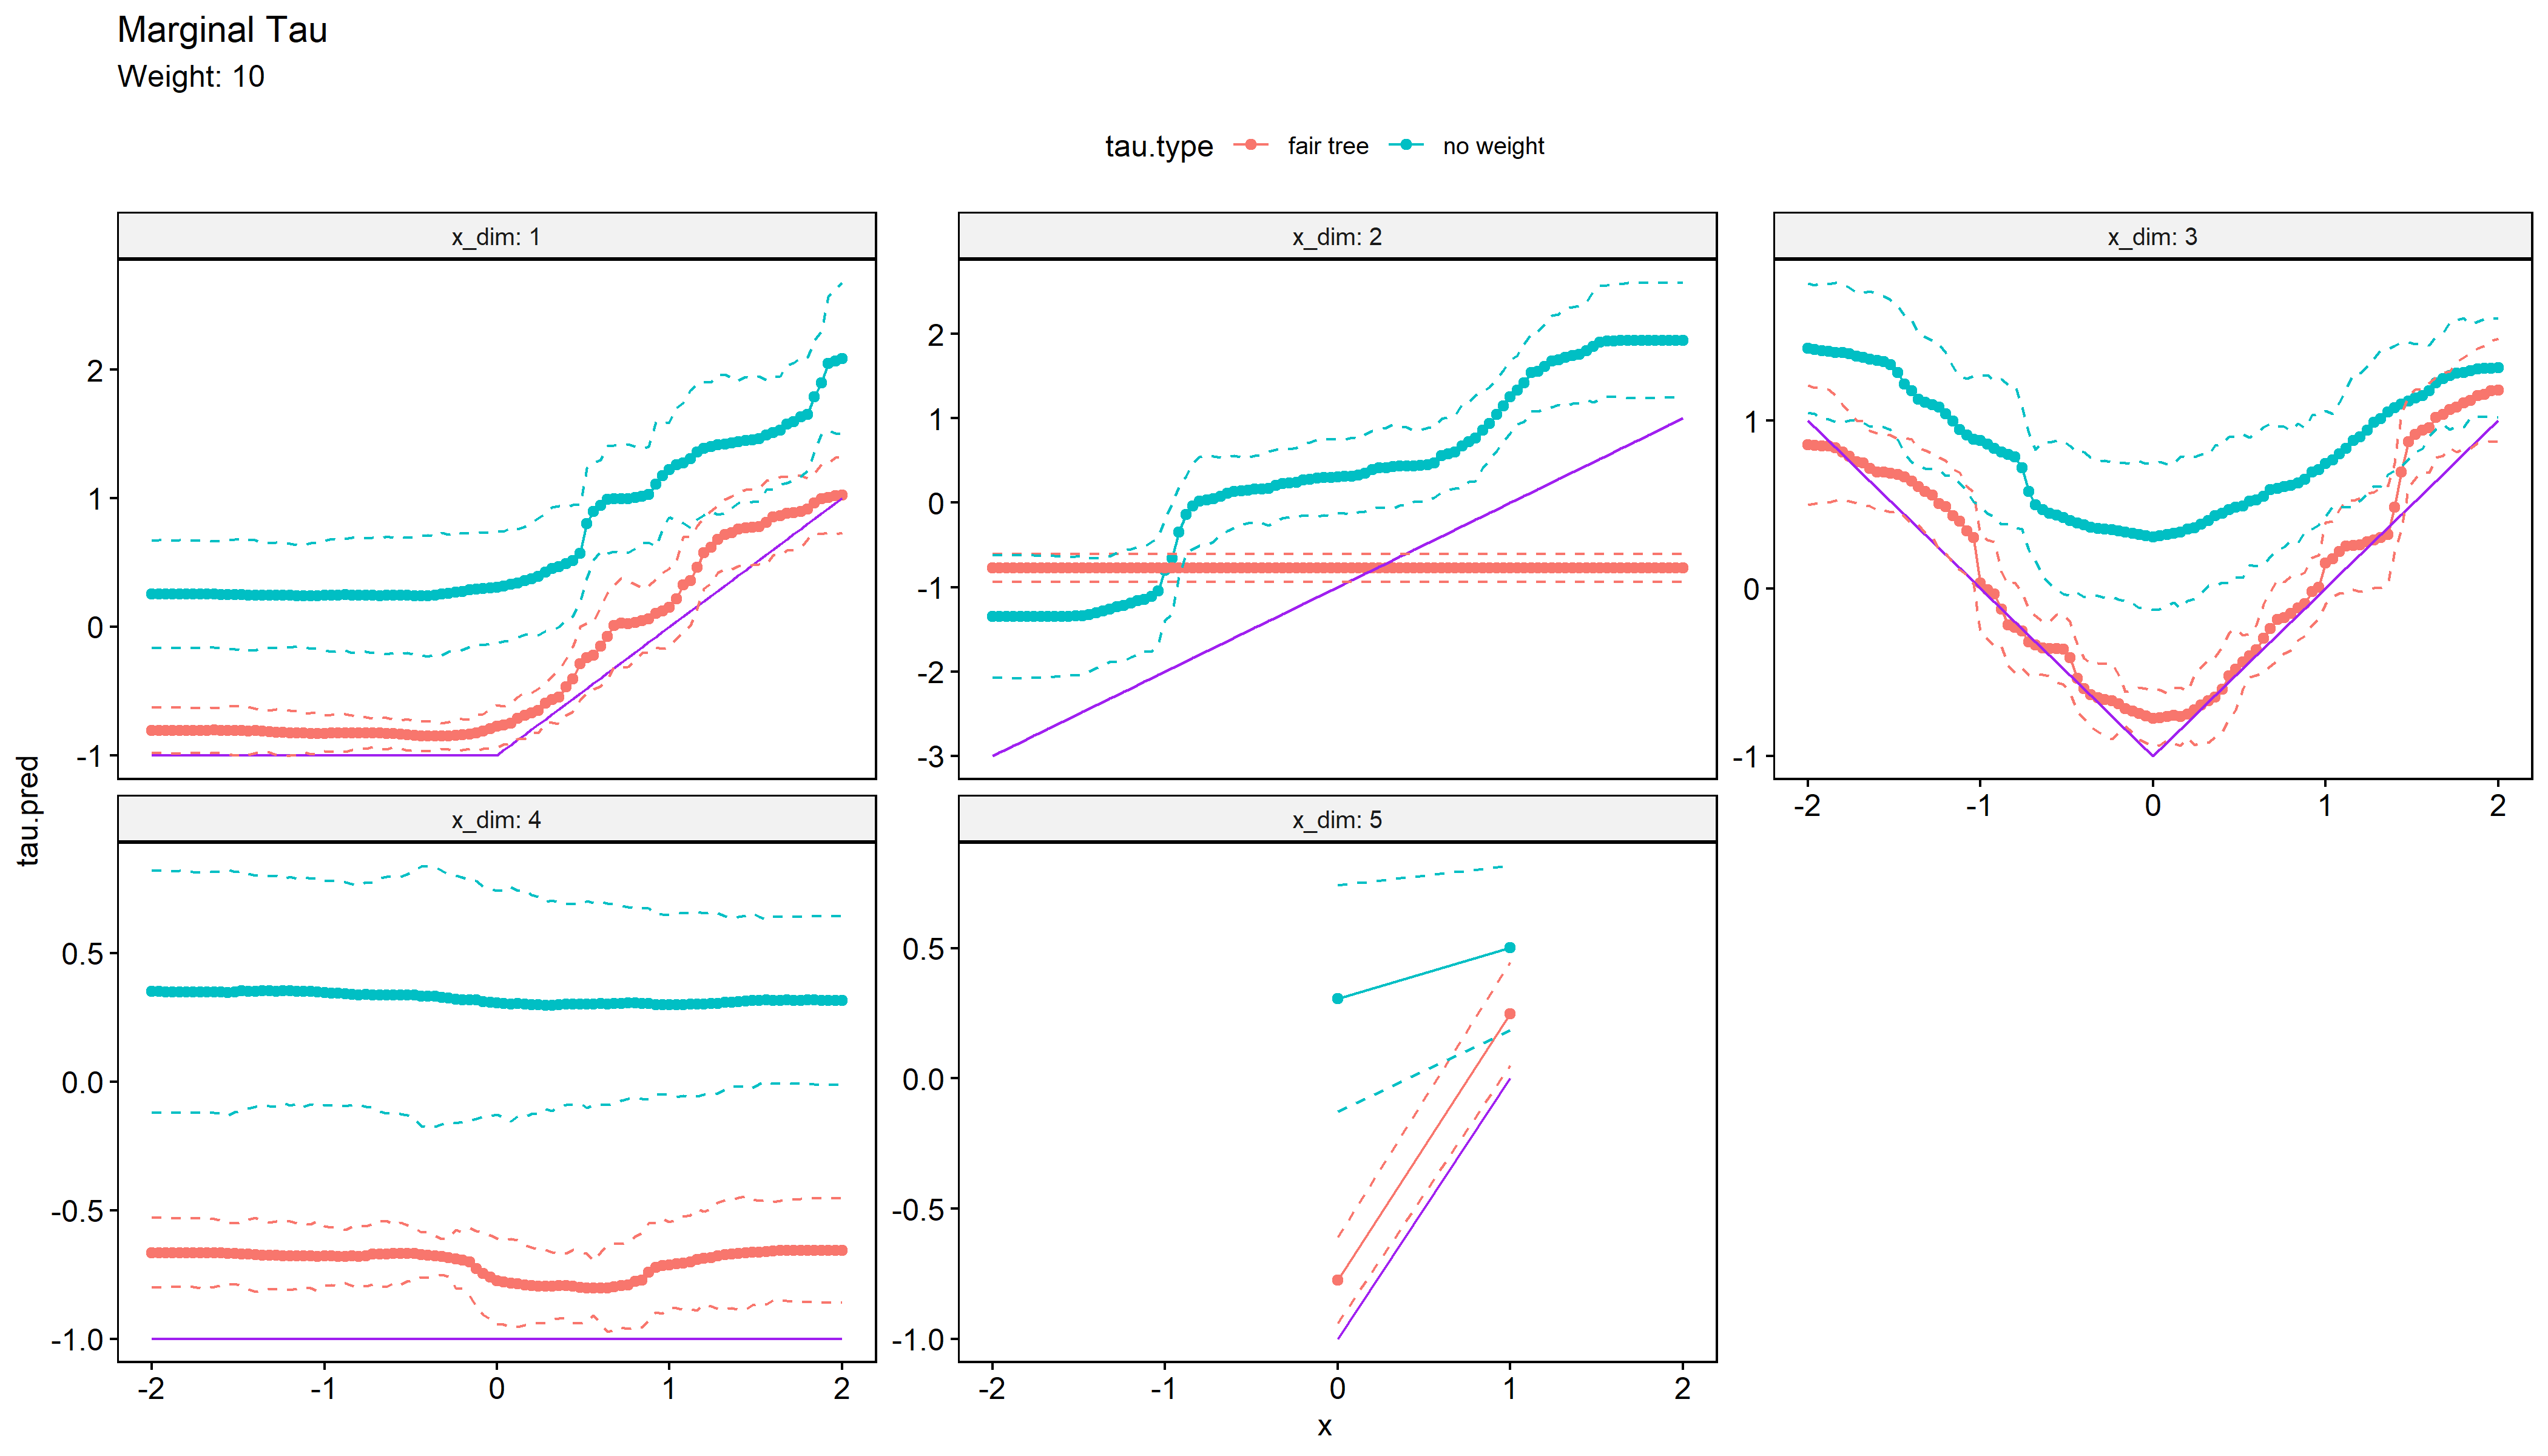 Marginal Tau
Weight: 10
tau.type fair tree no weight
x_dim: 1
x_dim: 2
x_dim: 3
2
1
0
-1
2
1
0
-1
-2
-3
1
0
-1
-2 -1 0 1 2
tau.pred
x_dim: 4
x_dim: 5
0.5
0.0
-0.5
-1.0
0.5
0.0
-0.5
-1.0
-2 -1 0 1 2
-2 -1 0 1 2
x